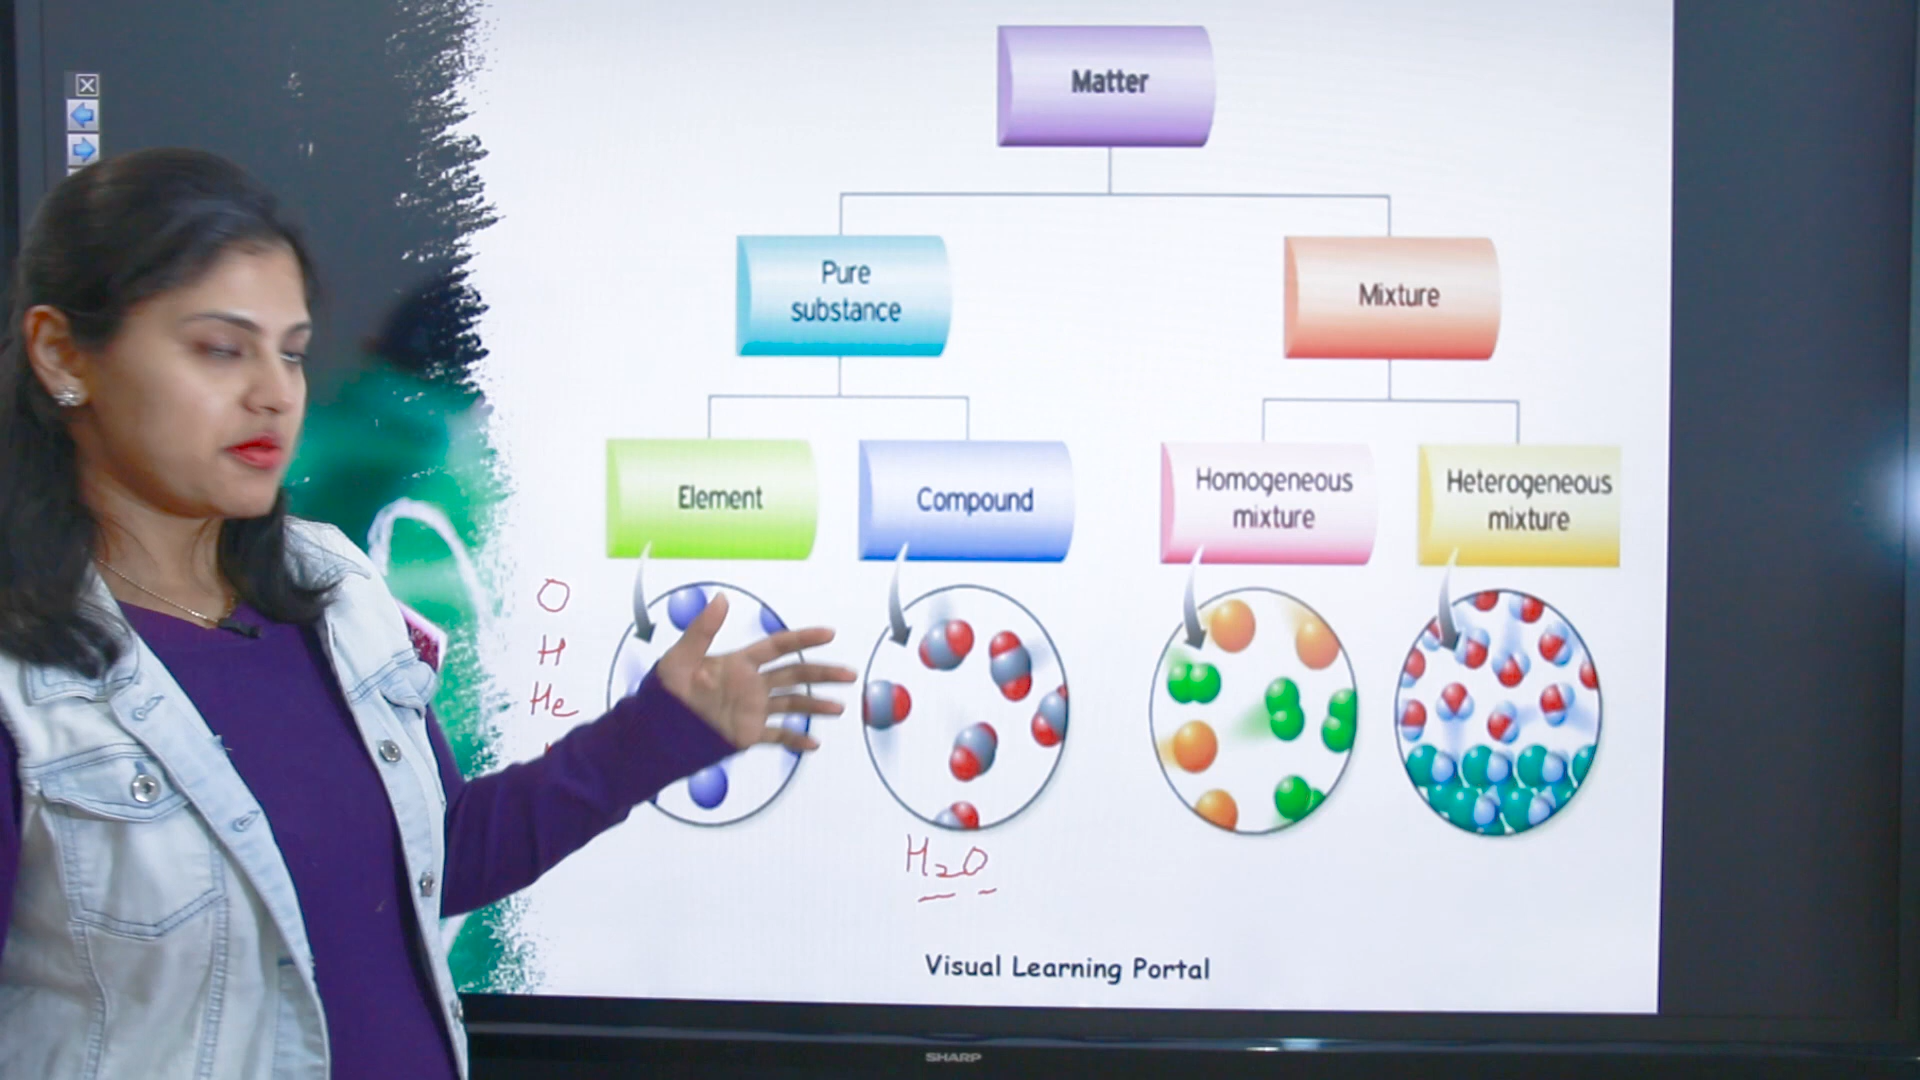 Matter
Pure
substance
Mixture
Element
Compound
Homogeneous
mixture
Heterogeneous
mixture
O
H
He
H₂O
Visual Learning Portal
SHARP